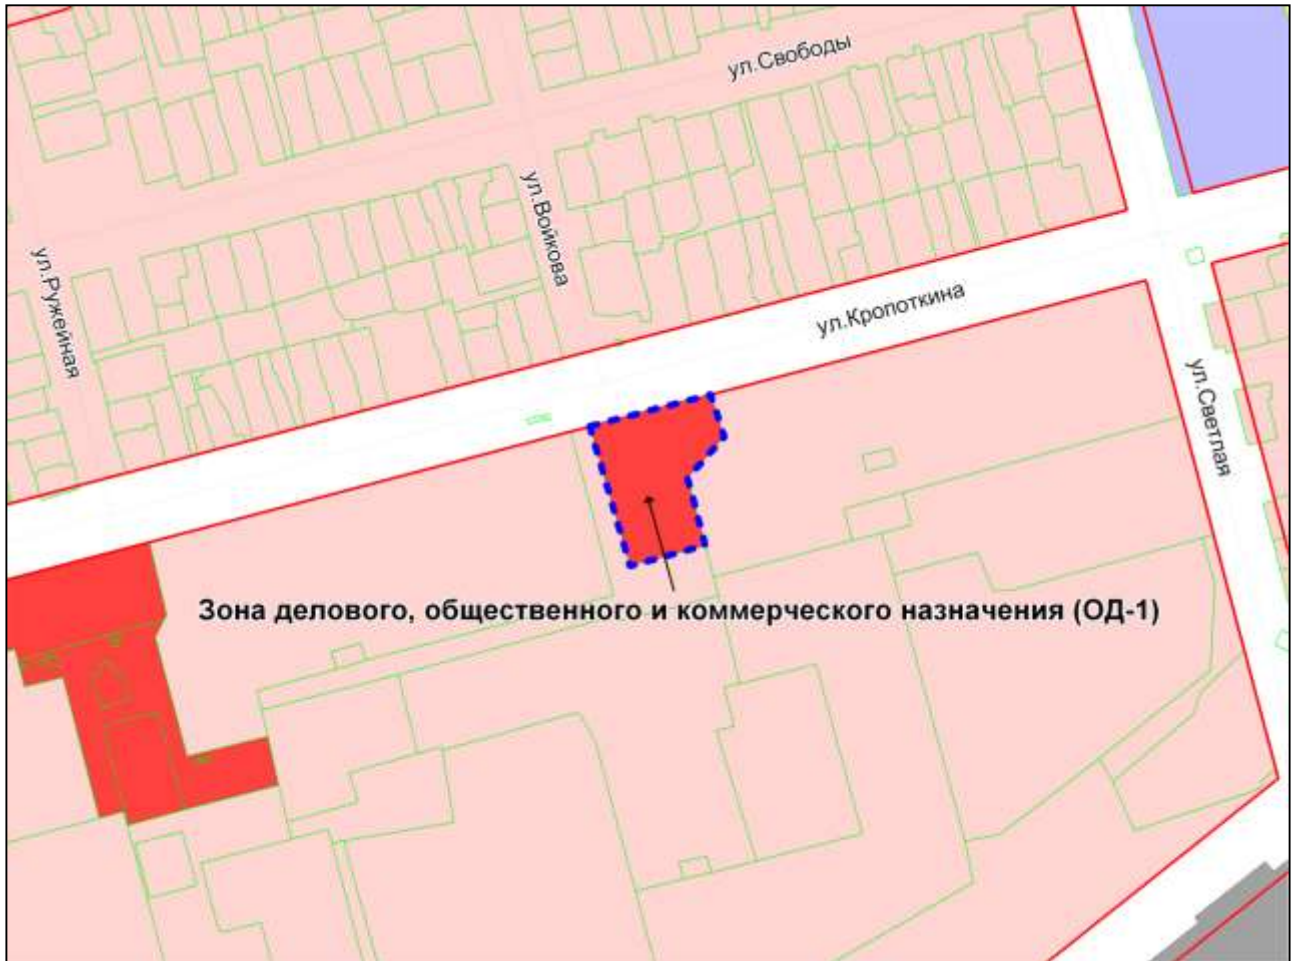 ул.Свободы
ул.Войкова
ул.Ружейная
ул.Кропоткина
ул.Светлая
Зона делового, общественного и коммерческого назначения (ОД-1)